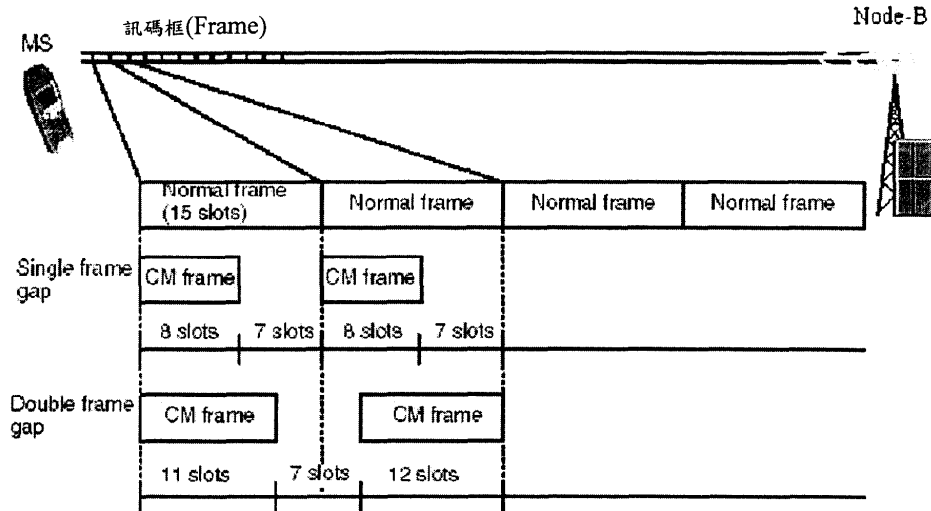 訊碼框(Frame)
Node-B
MS
Normal frame
(15 slots)
Normal frame
Normal frame
Normal frame
Single frame
gap
CM frame
CM frame
8 slots
7 slots
8 slots
7 slots
Double frame
gap
CM frame
CM frame
11 slots
7 slots
12 slots